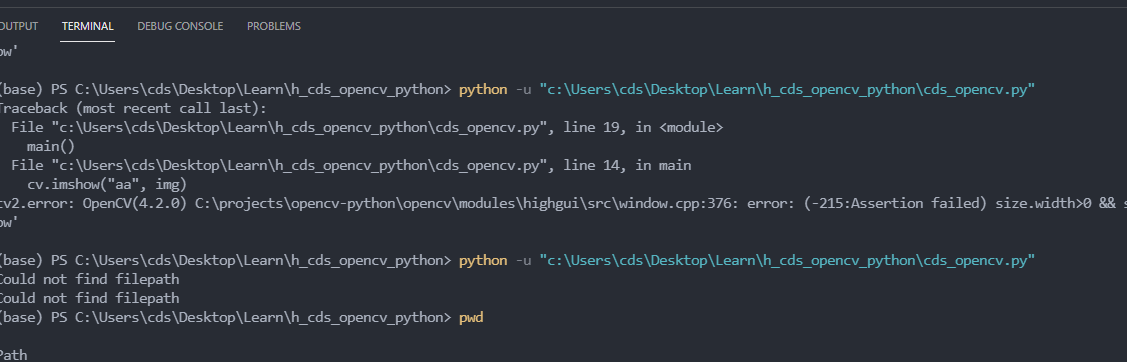 OUTPUT TERMINAL DEBUG CONSOLE PROBLEMS
ow'
(base) PS C:\Users\cds\Desktop\Learn\h_cds_opencv_python> python -u "c:\Users\cds\Desktop\Learn\h_cds_opencv_python\cds_opencv.py"
Traceback (most recent call last):
File "c:\Users\cds\Desktop\Learn\h_cds_opencv_python\cds_opencv.py", line 19, in <module>
main()
File "c:\Users\cds\Desktop\Learn\h_cds_opencv_python\cds_opencv.py", line 14, in main
cv.imshow("aa", img)
cv2.error: OpenCV(4.2.0) C:\projects\opencv-python\opencv\modules\highgui\src\window.cpp:376: error: (-215:Assertion failed) size.width>0 && s
ow'
(base) PS C:\Users\cds\Desktop\Learn\h_cds_opencv_python> python -u "c:\Users\cds\Desktop\Learn\h_cds_opencv_python\cds_opencv.py"
Could not find filepath
Could not find filepath
(base) PS C:\Users\cds\Desktop\Learn\h_cds_opencv_python> pwd
Path